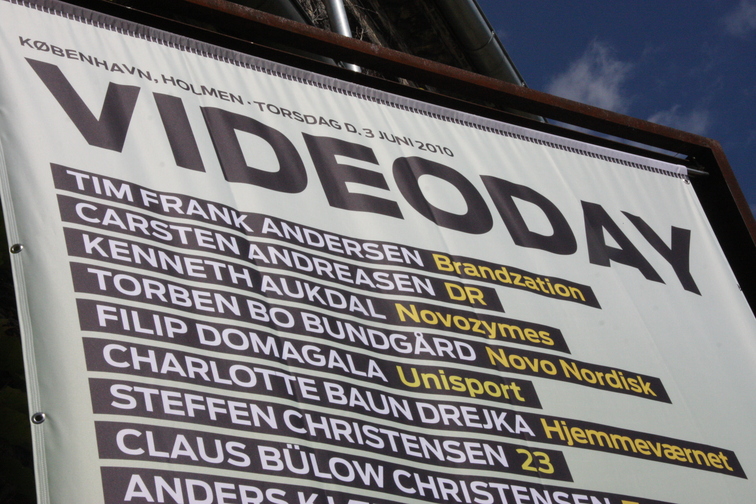 KØBENHAVN, HOLMEN · TORSDAG D. 3 JUNI 2010
VIDEODAY
TIM FRANK ANDERSEN Brandzation
CARSTEN ANDREASEN DR
KENNETH AUKDAL Novozymes
TORBEN BO BUNDGÅRD Novo Nordisk
FILIP DOMAGALA Unisport
CHARLOTTE BAUN DREJKA Hjemmeværnet
STEFFEN CHRISTENSEN 23
CLAUS BÜLOW CHRISTENSEN
ANDERS